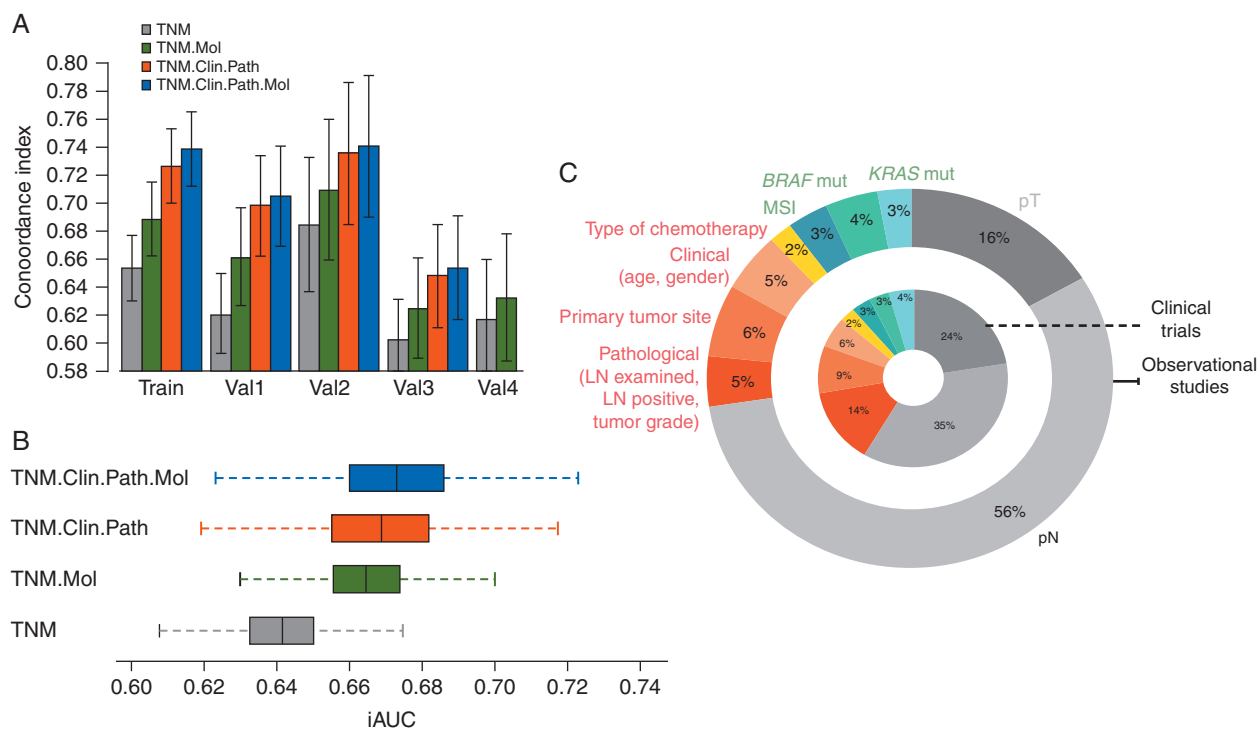 A
TNM
TNM.Mol
TNM.Clin.Path
TNM.Clin.Path.Mol
0.80
0.78
0.76
0.74
0.72
0.70
0.68
0.66
0.64
0.62
0.60
0.58
Conoordance index
Train Val1 Val2 Val3 Val4
B
TNM.Clin.Path.Mol
TNM.Clin.Path
TNM.Mol
TNM
0.60 0.62 0.64 0.66 0.68 0.70 0.72 0.74
iAUC
C
KRAS mut
BRAF mut
MSI
Type of chemotherapy
Clinical
(age, gender)
Primary tumor site
Pathological
(LN examined,
LN positive,
tumor grade)
pT
pN
16%
56%
5%
6%
5%
2%
3%
4%
3%
24%
35%
14%
9%
6%
2%
3%
3%
4%
Clinical
trials
Observational
studies